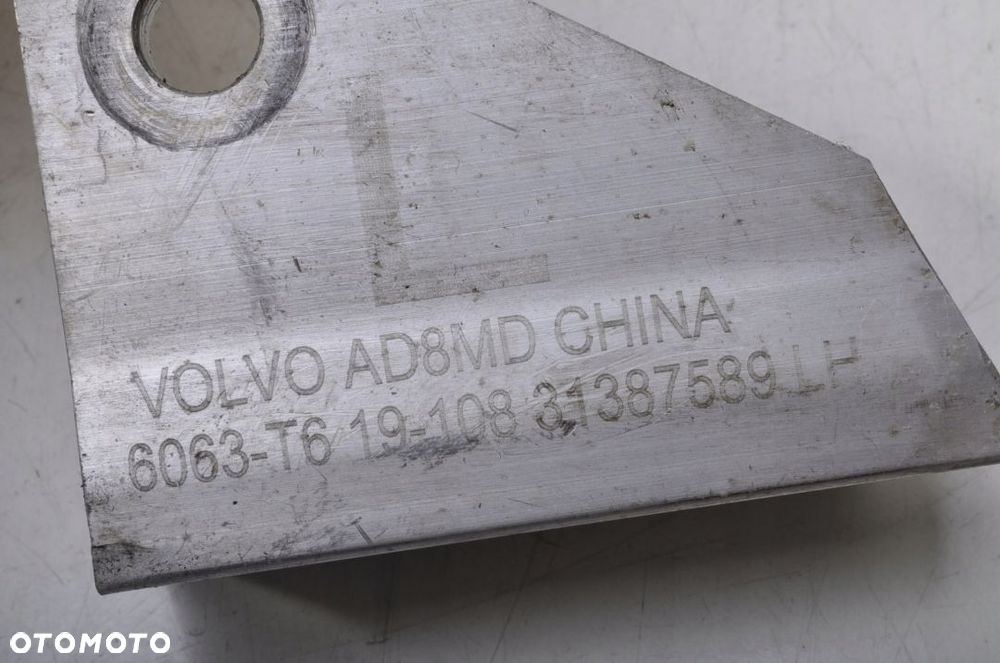 L
VOLVO AD8MD CHINA
6063-T6 19-108 31387589 LH
OTOMOTO